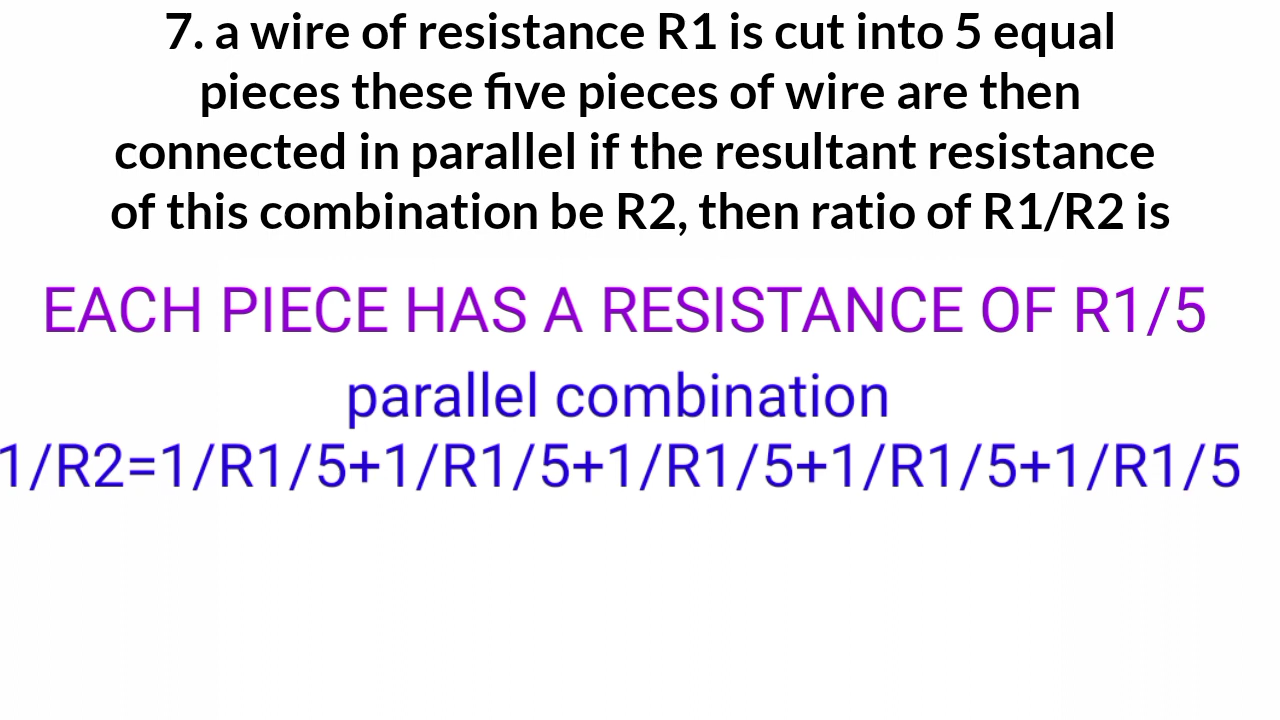 7. a wire of resistance R1 is cut into 5 equal
pieces these five pieces of wire are then
connected in parallel if the resultant resistance
of this combination be R2, then ratio of R1/R2 is
EACH PIECE HAS A RESISTANCE OF R1/5
parallel combination
1/R2=1/R1/5+1/R1/5+1/R1/5+1/R1/5+1/R1/5